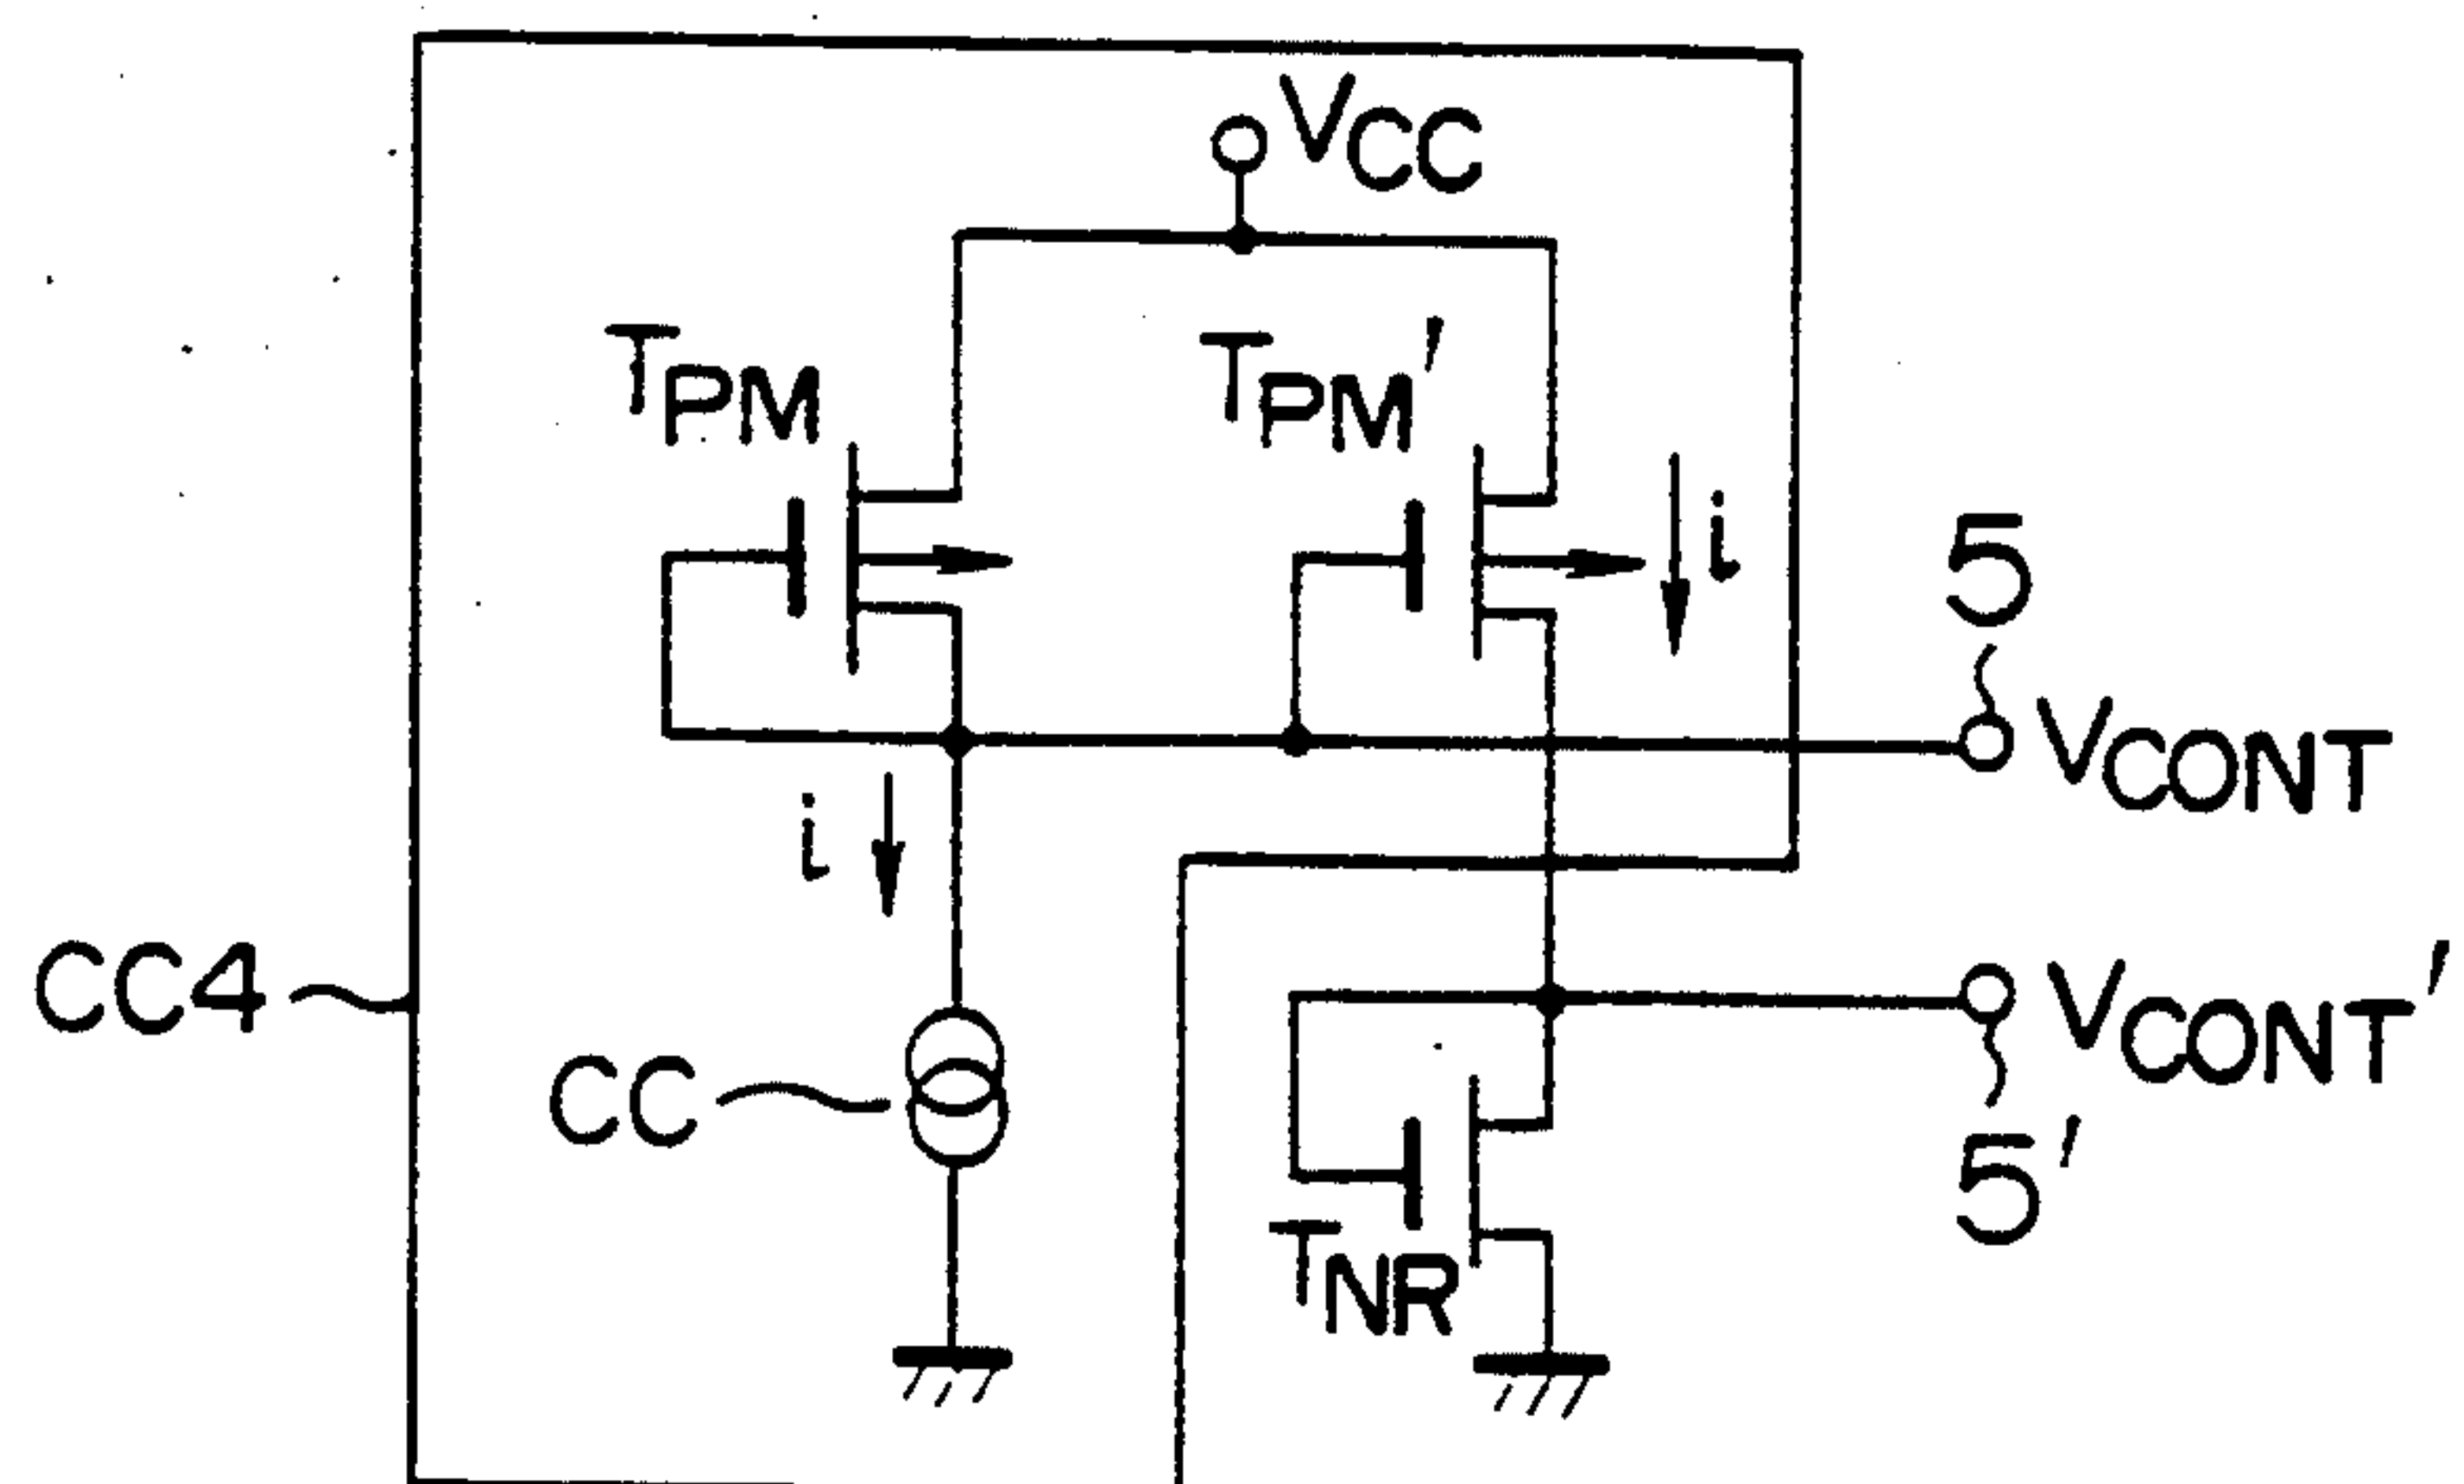 VCC
TPM
TPM'
i
5
VCONT
i
CC4
CC
VCONT'
5'
TNR